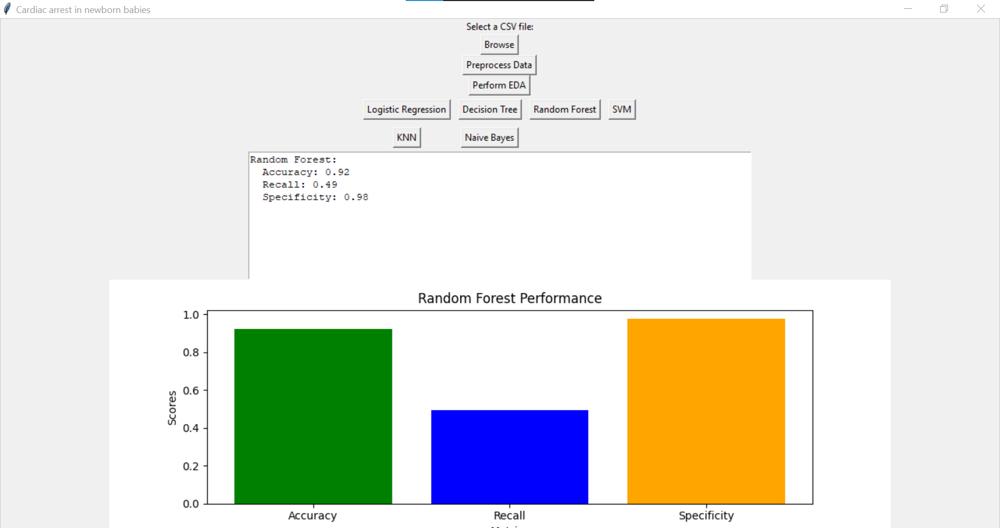 Cardiac arrest in newborn babies
Select a CSV file:
Browse
Preprocess Data
Perform EDA
Logistic Regression Decision Tree Random Forest SVM
KNN Naive Bayes
Random Forest:
Accuracy: 0.92
Recall: 0.49
Specificity: 0.98
Random Forest Performance
1.0
0.8
0.6
0.4
0.2
0.0
Scores
Accuracy Recall Specificity